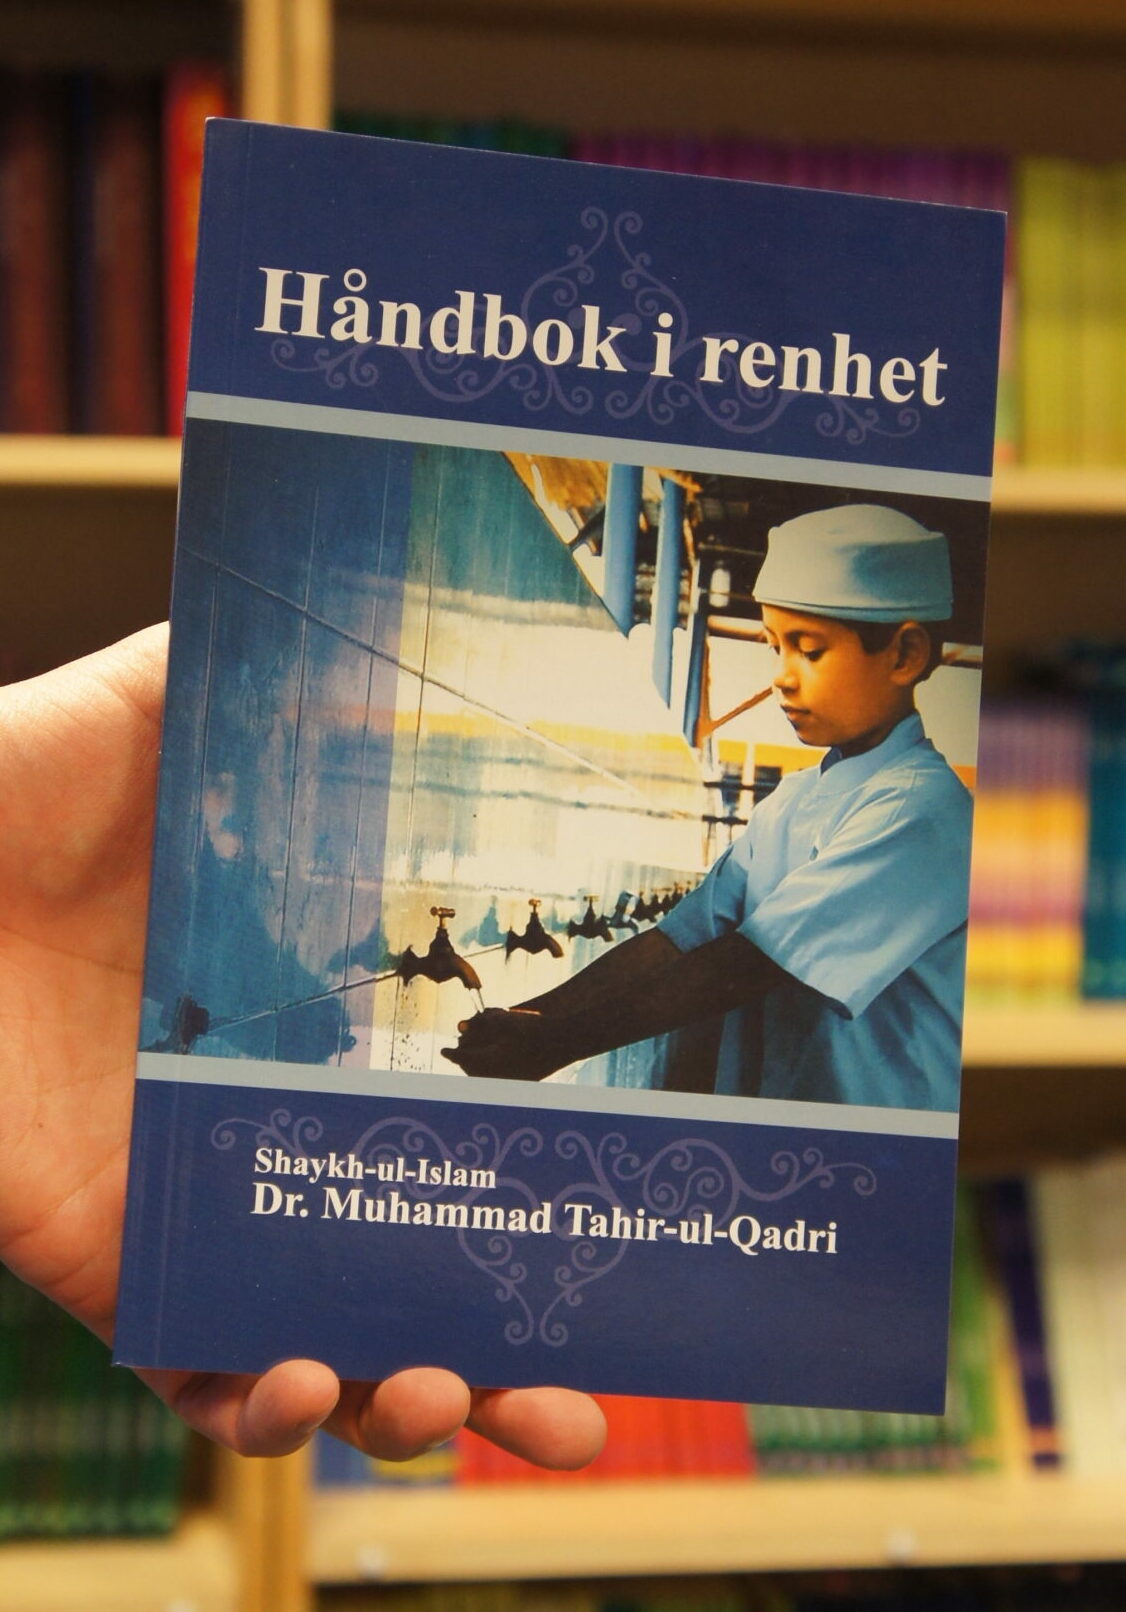 Håndbok i renhet
Shaykh-ul-Islam
Dr. Muhammad Tahir-ul-Qadri